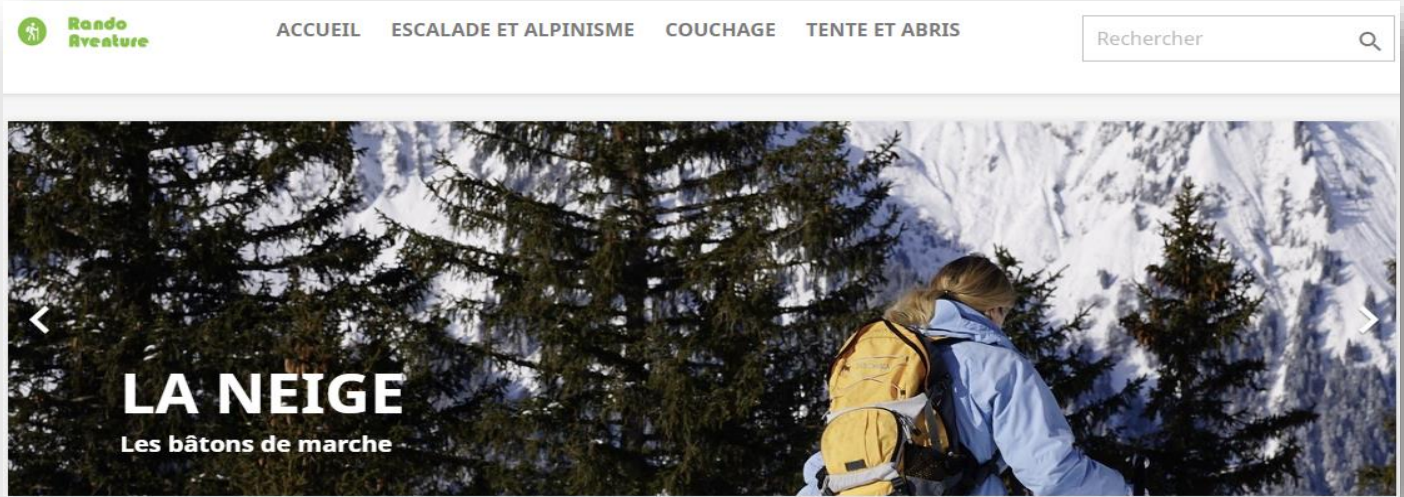 Rando
Aventure
ACCUEIL ESCALADE ET ALPINISME COUCHAGE TENTE ET ABRIS
Rechercher
LA NEIGE
Les bâtons de marche